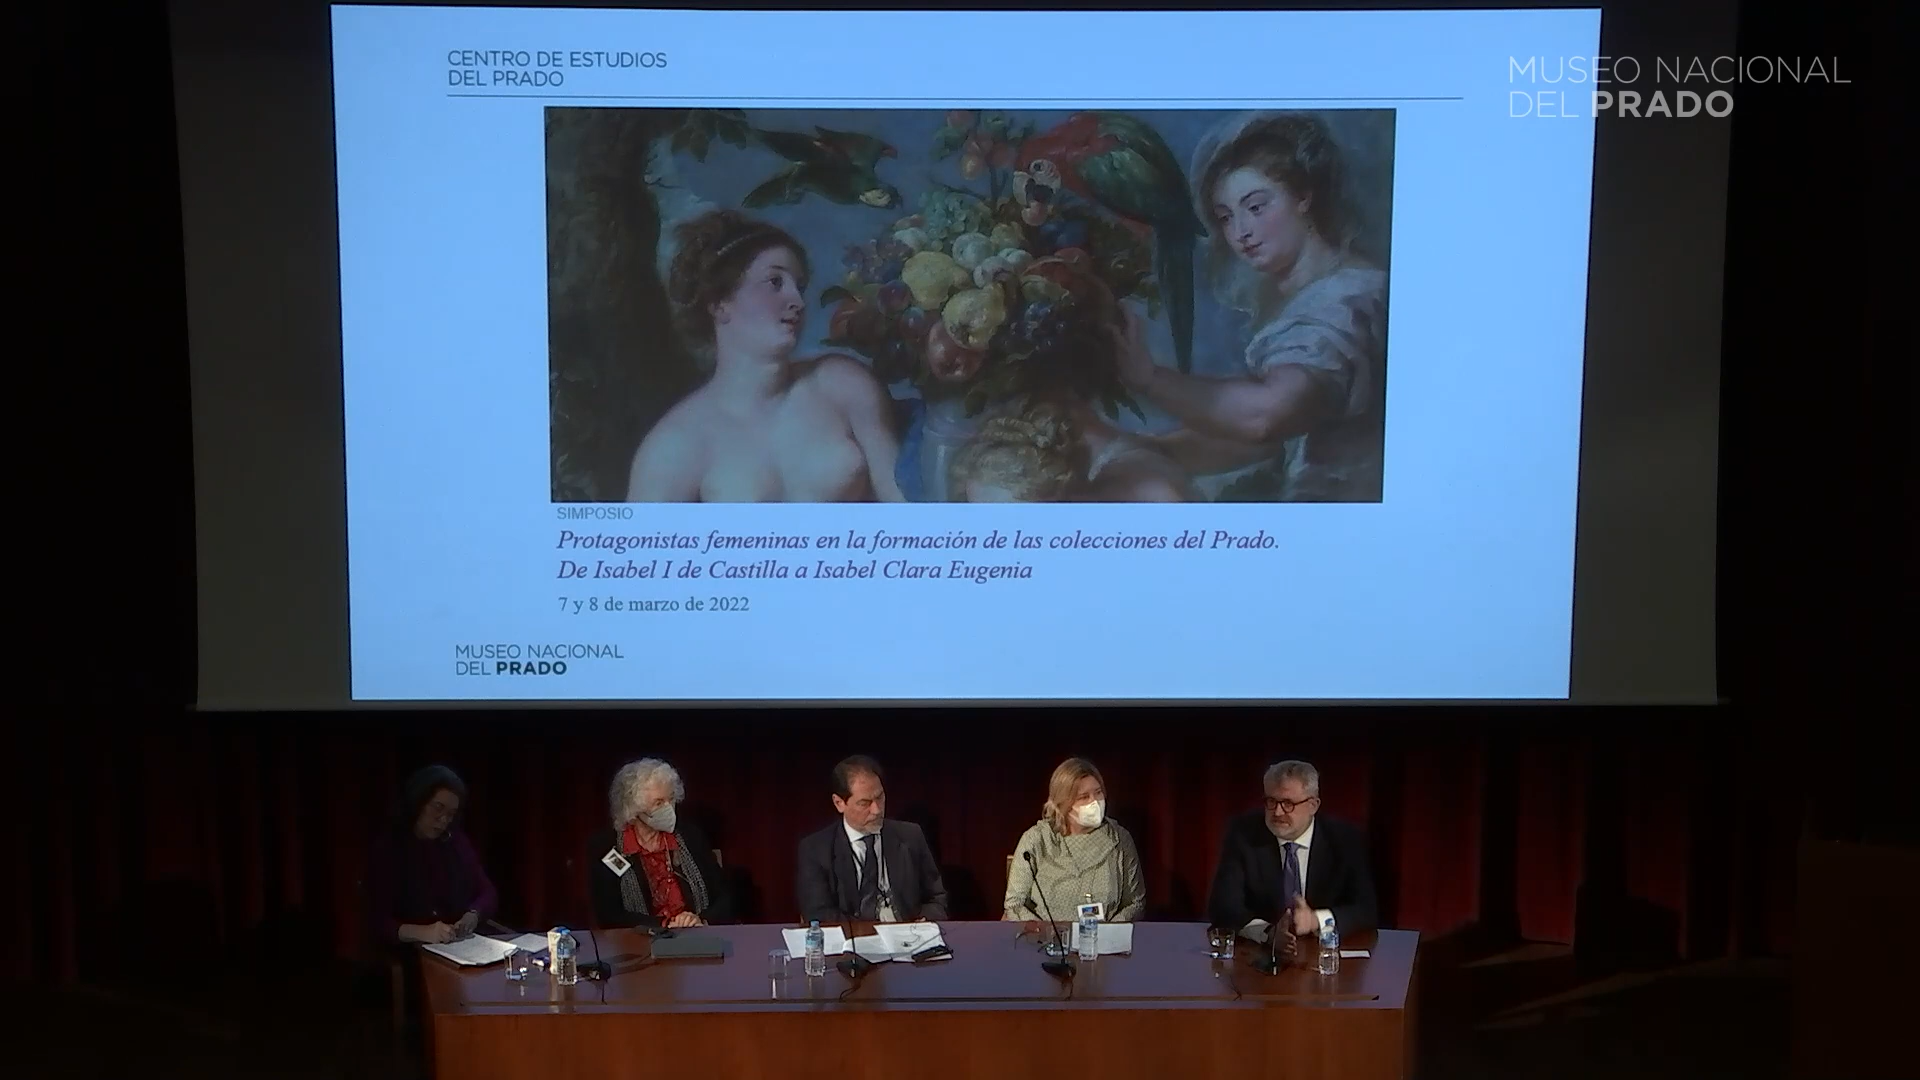 CENTRO DE ESTUDIOS
DEL PRADO
MUSEO NACIONAL
DEL PRADO
SIMPOSIO
Protagonistas femeninas en la formación de las colecciones del Prado.
De Isabel I de Castilla a Isabel Clara Eugenia
7 y 8 de marzo de 2022
MUSEO NACIONAL
DEL PRADO